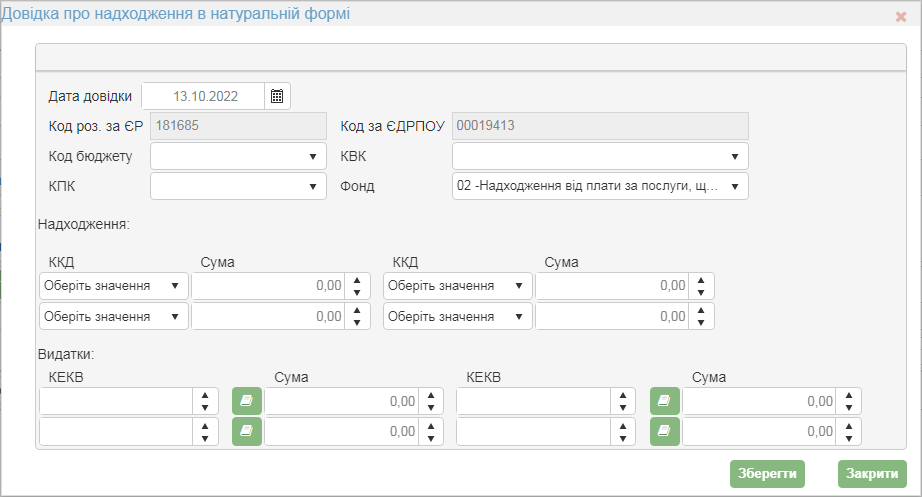 Довідка про надходження в натуральній формі
Дата довідки 13.10.2022
Код роз. за ЄР 181685 Код за ЄДРПОУ 00019413
Код бюджету КВК
КПК Фонд 02 -Надходження від плати за послуги, щ...
Надходження:
ККД Сума ККД Сума
Оберіть значення 0,00 Оберіть значення 0,00
Оберіть значення 0,00 Оберіть значення 0,00
Видатки:
КЕКВ Сума КЕКВ Сума
0,00 0,00
0,00 0,00
Зберегти Закрити